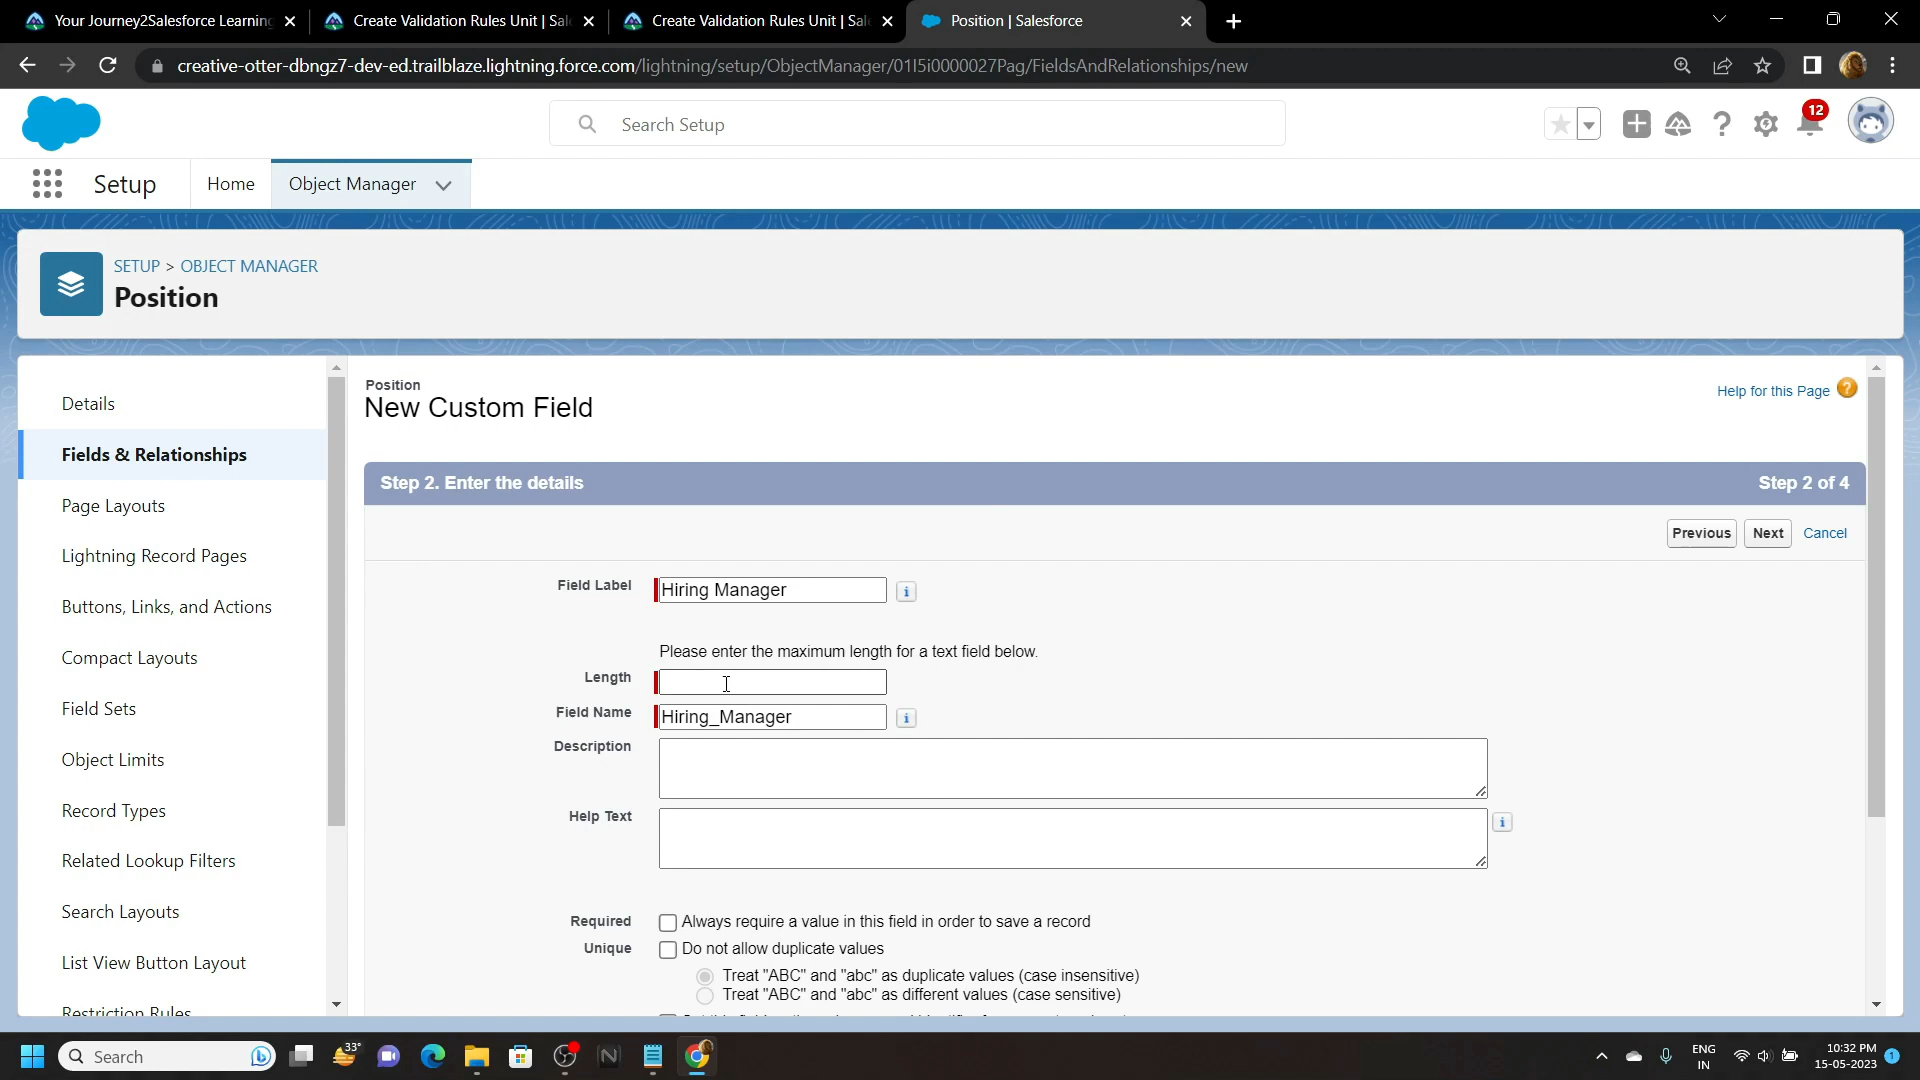 Your Journey2Salesforce Learning
Create Validation Rules Unit | Sale
Create Validation Rules Unit | Sale
Position | Salesforce
creative-otter-dbngz7-dev-ed.trailblaze.lightning.force.com/lightning/setup/ObjectManager/01I5i0000027Pag/FieldsAndRelationships/new
Search Setup
12
Setup
Home
Object Manager
SETUP > OBJECT MANAGER
Position
Details
Fields & Relationships
Page Layouts
Lightning Record Pages
Buttons, Links, and Actions
Compact Layouts
Field Sets
Object Limits
Record Types
Related Lookup Filters
Search Layouts
List View Button Layout
Restriction Rules
Position
New Custom Field
Help for this Page
Step 2. Enter the details
Step 2 of 4
Previous
Next
Cancel
Field Label
Hiring Manager
Please enter the maximum length for a text field below.
Length
Field Name
Hiring_Manager
Description
Help Text
Required
Always require a value in this field in order to save a record
Unique
Do not allow duplicate values
Treat "ABC" and "abc" as duplicate values (case insensitive)
Treat "ABC" and "abc" as different values (case sensitive)
Search
33°
ENG
IN
10:32 PM
15-05-2023
1